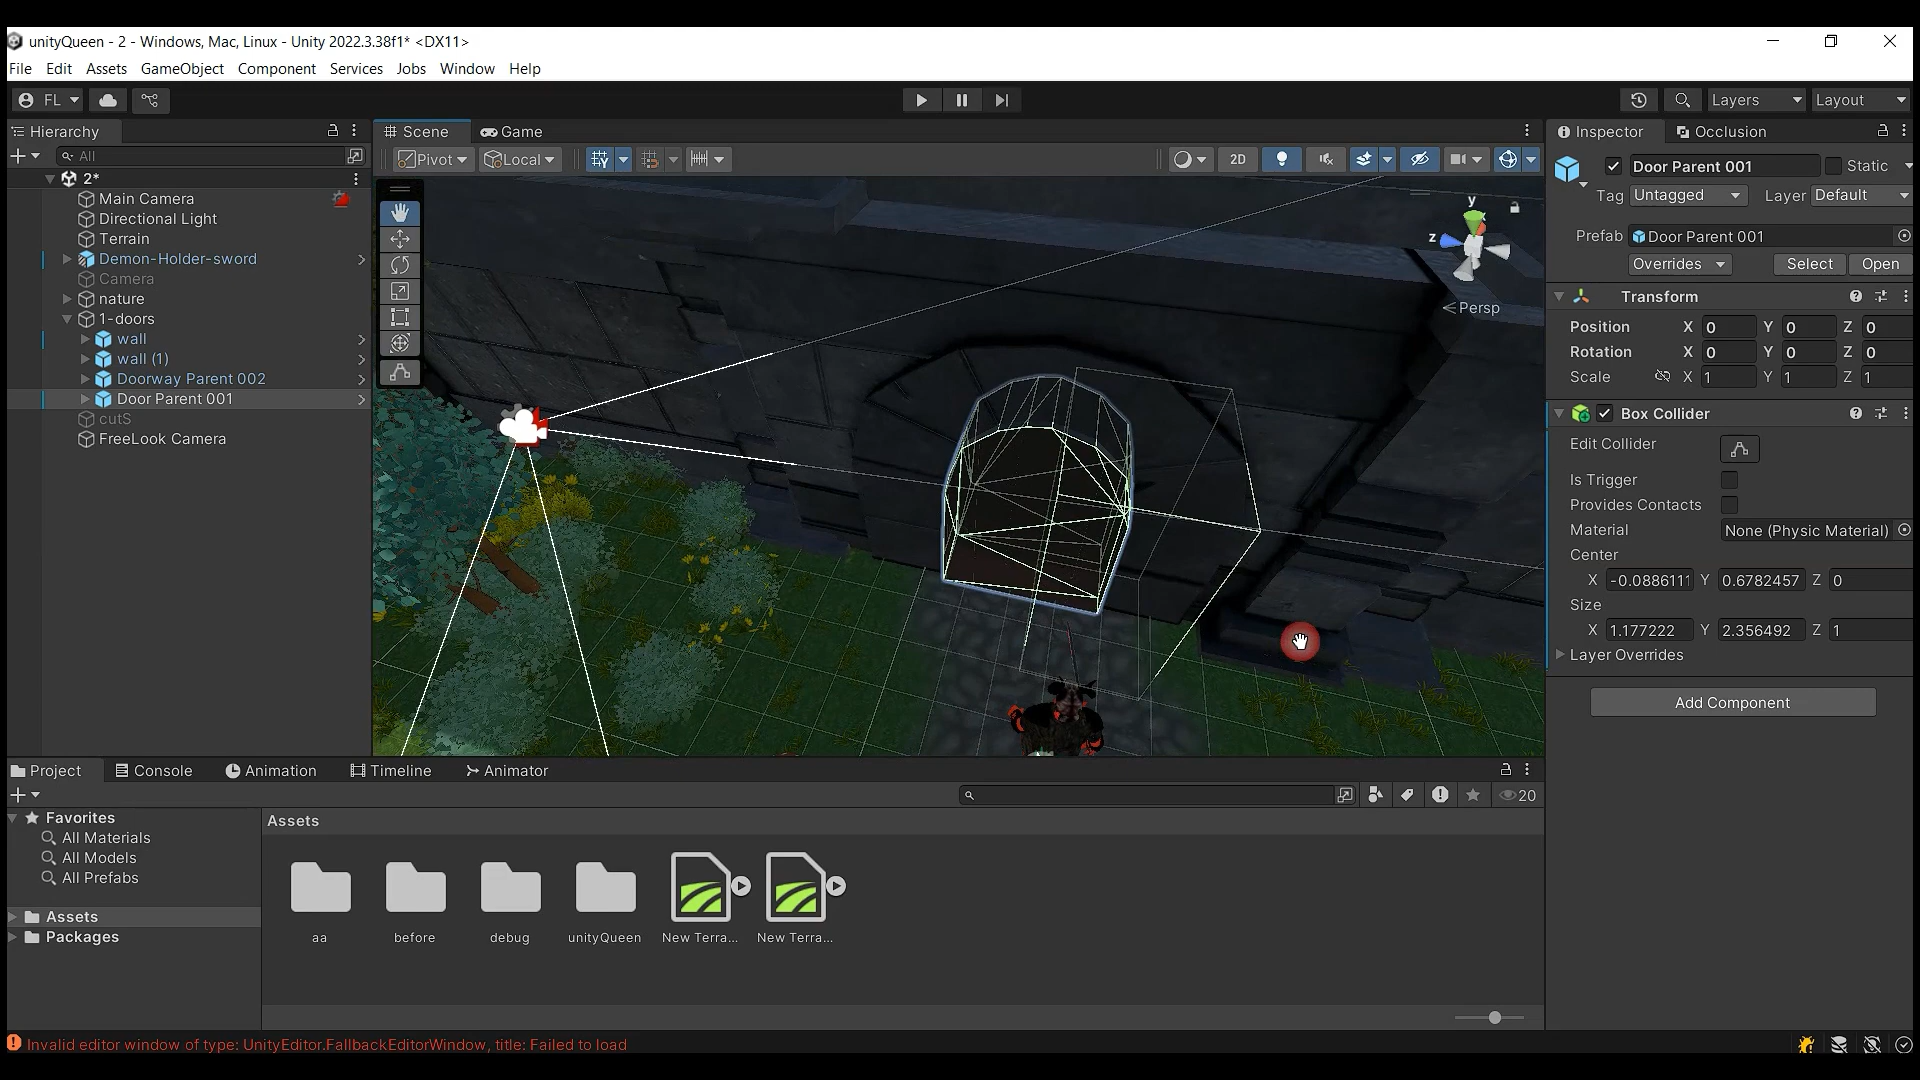 unityQueen - 2 - Windows, Mac, Linux - Unity 2022.3.38f1* <DX11>
File Edit Assets GameObject Component Services Jobs Window Help
FL
Layers
Layout
Hierarchy
Scene
Game
Inspector
Occlusion
All
Pivot
Local
2D
Door Parent 001
Static
2*
Main Camera
Directional Light
Terrain
Demon-Holder-sword
Camera
nature
1-doors
wall
wall (1)
Doorway Parent 002
Door Parent 001
cutS
FreeLook Camera
y
z
Persp
Tag Untagged Layer Default
Prefab Door Parent 001
Overrides Select Open
Transform
Position X 0 Y 0 Z 0
Rotation X 0 Y 0 Z 0
Scale X 1 Y 1 Z 1
Box Collider
Edit Collider
Is Trigger
Provides Contacts
Material None (Physic Material)
Center
X -0.0886111 Y 0.6782457 Z 0
Size
X 1.177222 Y 2.356492 Z 1
Layer Overrides
Add Component
Project Console Animation Timeline Animator
20
Favorites
All Materials
All Models
All Prefabs
Assets
Packages
Assets
aa
before
debug
unityQueen
New Terra...
New Terra...
Invalid editor window of type: UnityEditor.FallbackEditorWindow, title: Failed to load